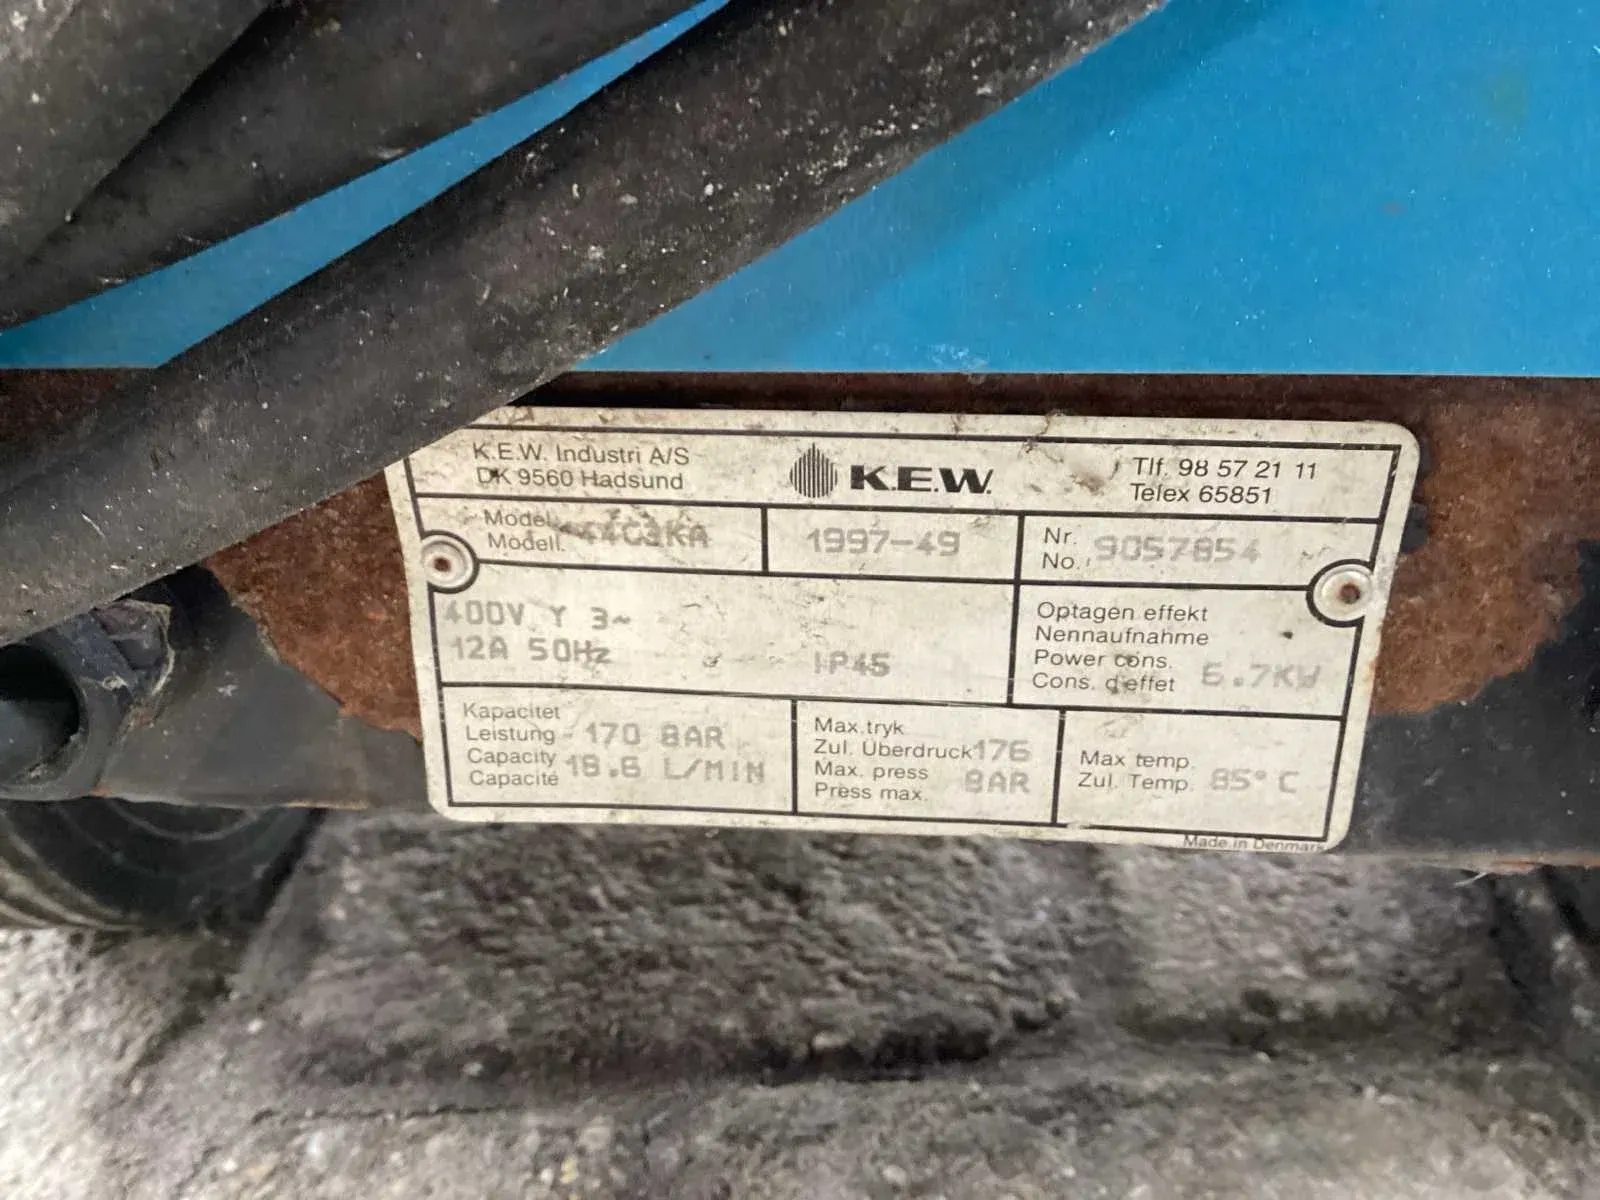 K.E.W. Industri A/S
DK 9560 Hadsund
K.E.W.
Tlf. 98 57 21 11
Telex 65851
Model
Modell. 44C3KA
1997-49
Nr.
No. 9057854
400V Y 3~
12A 50Hz
IP45
Optagen effekt
Nennaufnahme
Power cons.
Cons. d'effet 6.7KW
Kapacitet
Leistung 170 BAR
Capacity 18.6 L/MIN
Capacité
Max.tryk
Zul. Überdruck 176
Max. press BAR
Press max.
Max temp.
Zul. Temp. 85°C
Made in Denmark